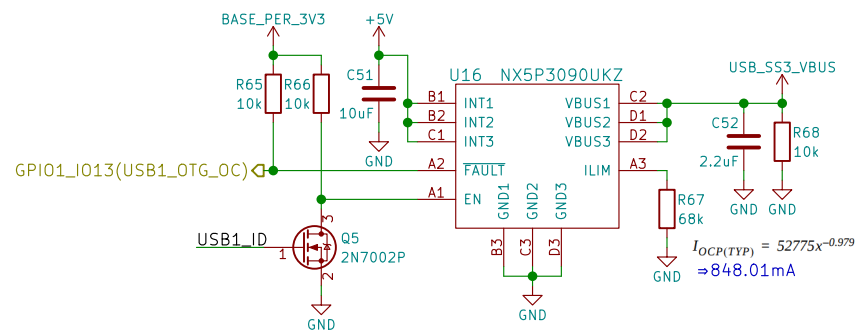 BASE_PER_3V3
+5V
R65
10k
R66
10k
C51
10uF
GND
U16
NX5P3090UKZ
B1
INT1
B2
INT2
C1
INT3
A2
FAULT
A1
EN
VBUS1
C2
VBUS2
D1
VBUS3
D2
ILIM
A3
GND1
GND2
GND3
B3
C3
D3
GND
USB_SS3_VBUS
C52
2.2uF
GND
R68
10k
GND
R67
68k
GND
I_OCP(TYP) = 52775x^−0.979
⇒848.01mA
GPIO1_IO13(USB1_OTG_OC)
USB1_ID
1
3
2
Q5
2N7002P
GND